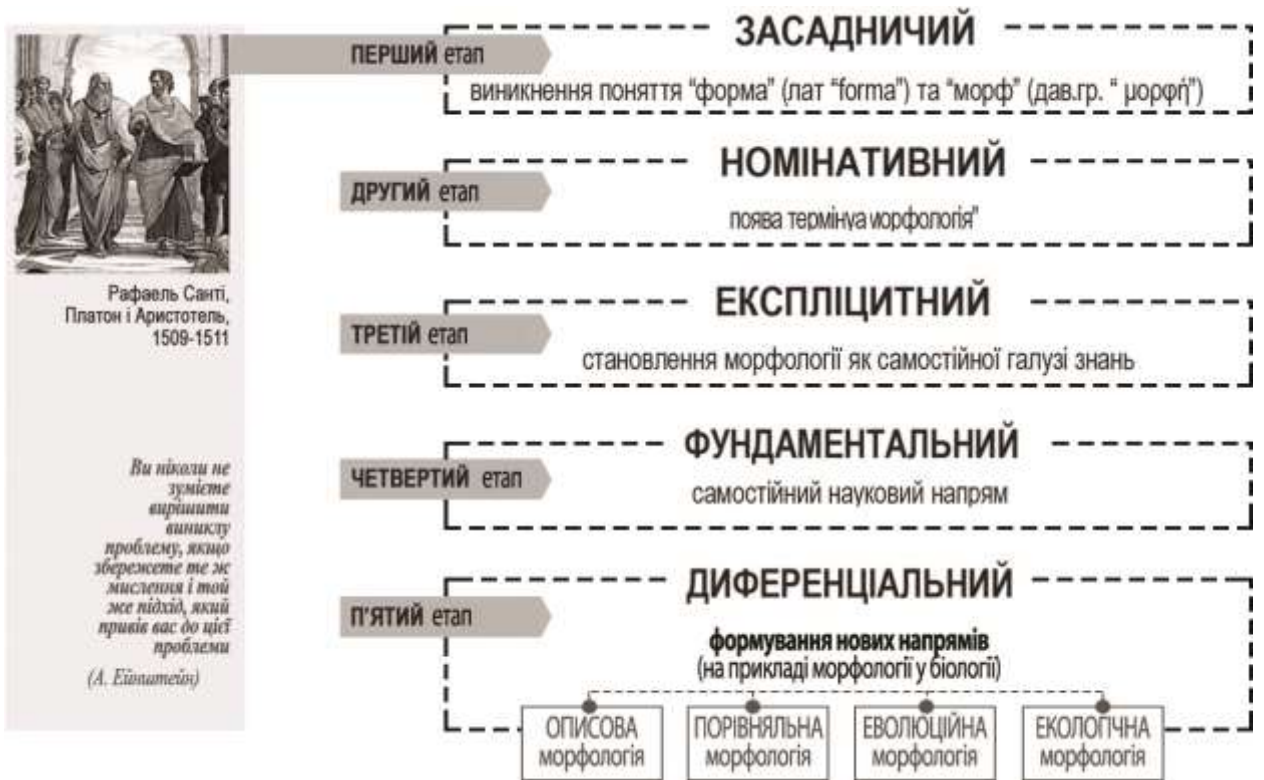 ПЕРШИЙ етап
ЗАСАДНИЧИЙ
виникнення поняття “форма” (лат “forma”) та “морф” (дав.гр. “ μορφή”)
ДРУГИЙ етап
НОМІНАТИВНИЙ
поява терміну морфологія”
ТРЕТІЙ етап
ЕКСПЛІЦИТНИЙ
становлення морфології як самостійної галузі знань
ЧЕТВЕРТИЙ етап
ФУНДАМЕНТАЛЬНИЙ
самостійний науковий напрям
П'ЯТИЙ етап
ДИФЕРЕНЦІАЛЬНИЙ
формування нових напрямів
(на прикладі морфології у біології)
ОПИСОВА
морфологія
ПОРІВНЯЛЬНА
морфологія
ЕВОЛЮЦІЙНА
морфологія
ЕКОЛОГІЧНА
морфологія
Рафаель Санті,
Платон і Аристотель,
1509-1511
Ви ніколи не
зумієте
вирішити
виниклу
проблему, якщо
збережете те ж
мислення і той
же підхід, який
привів вас до цієї
проблеми
(А. Ейнштейн)